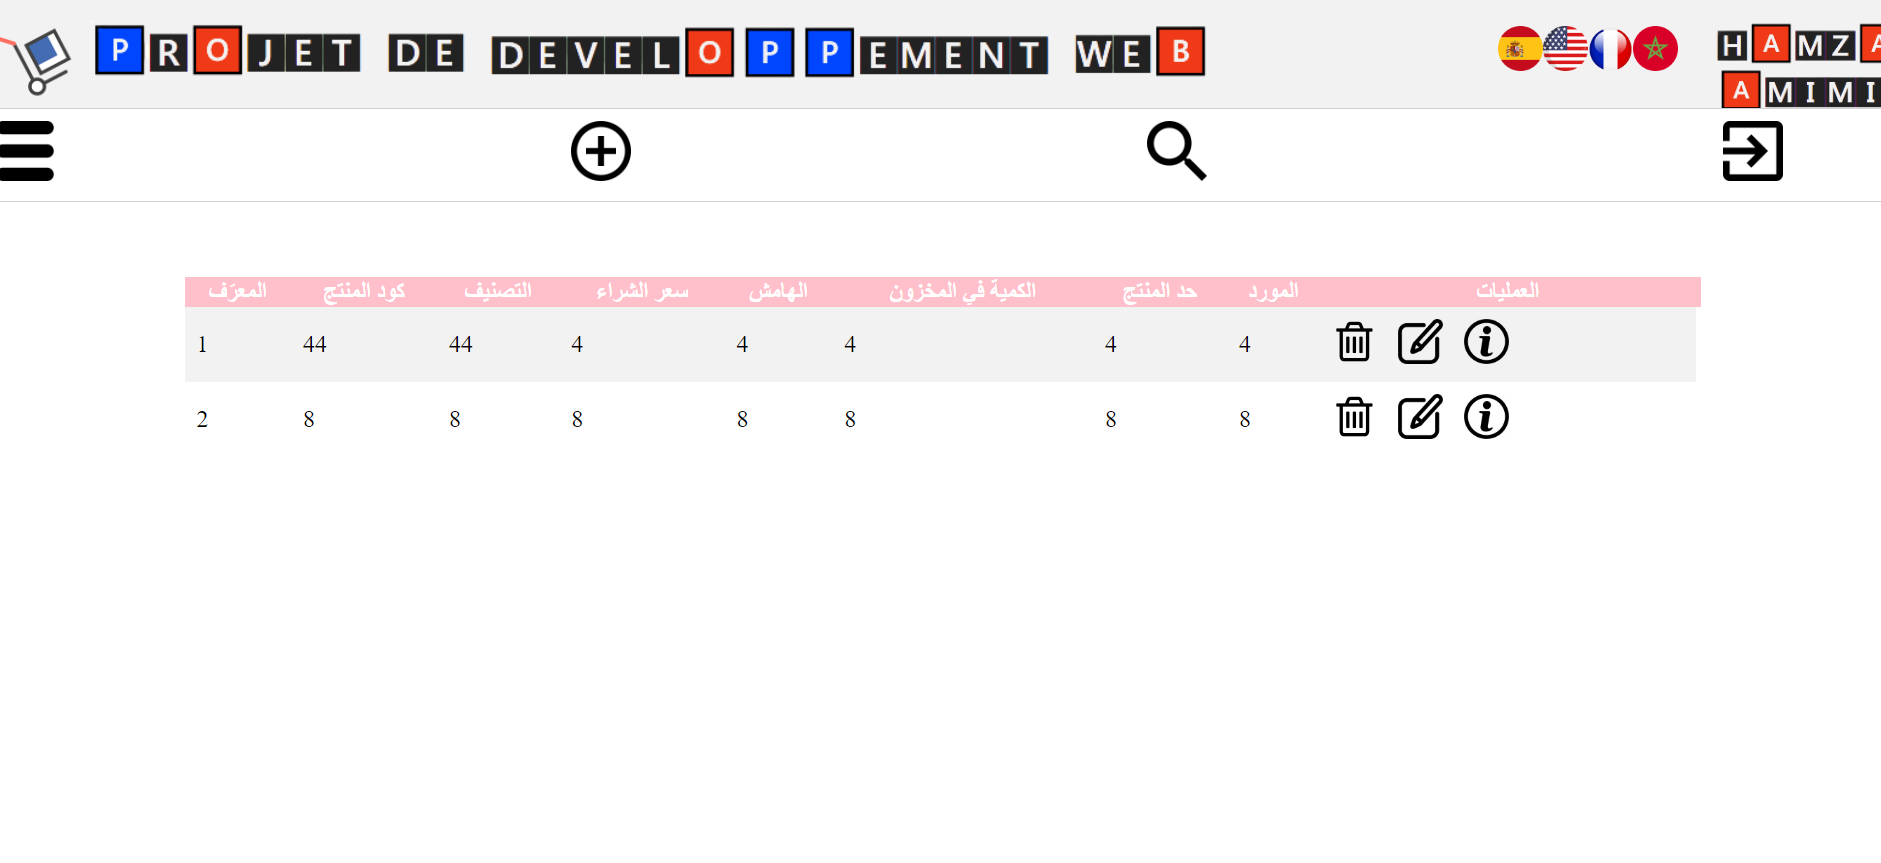 PROJET DE DEVELOPPEMENT WEB
HAMZA
AMIMI
المعرّف كود المنتج التصنيف سعر الشراء الهامش الكمية في المخزون حد المنتج المورد العمليات
1 44 44 4 4 4 4 4
2 8 8 8 8 8 8 8